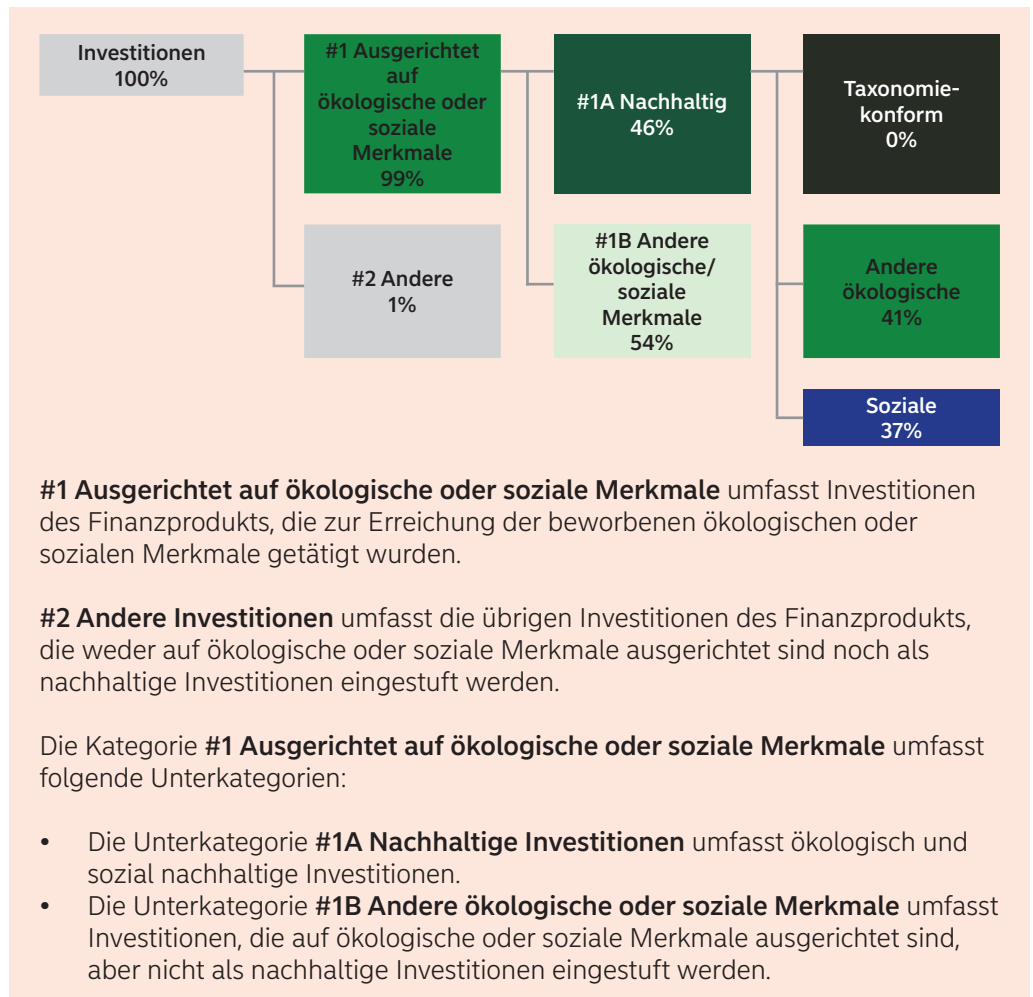 Investitionen
100%
#1 Ausgerichtet
auf
ökologische oder
soziale
Merkmale
99%
#1A Nachhaltig
46%
Taxonomie-
konform
0%
#2 Andere
1%
#1B Andere
ökologische/
soziale
Merkmale
54%
Andere
ökologische
41%
Soziale
37%
#1 Ausgerichtet auf ökologische oder soziale Merkmale umfasst Investitionen
des Finanzprodukts, die zur Erreichung der beworbenen ökologischen oder
sozialen Merkmale getätigt wurden.
#2 Andere Investitionen umfasst die übrigen Investitionen des Finanzprodukts,
die weder auf ökologische oder soziale Merkmale ausgerichtet sind noch als
nachhaltige Investitionen eingestuft werden.
Die Kategorie #1 Ausgerichtet auf ökologische oder soziale Merkmale umfasst
folgende Unterkategorien:
• Die Unterkategorie #1A Nachhaltige Investitionen umfasst ökologisch und
sozial nachhaltige Investitionen.
• Die Unterkategorie #1B Andere ökologische oder soziale Merkmale umfasst
Investitionen, die auf ökologische oder soziale Merkmale ausgerichtet sind,
aber nicht als nachhaltige Investitionen eingestuft werden.